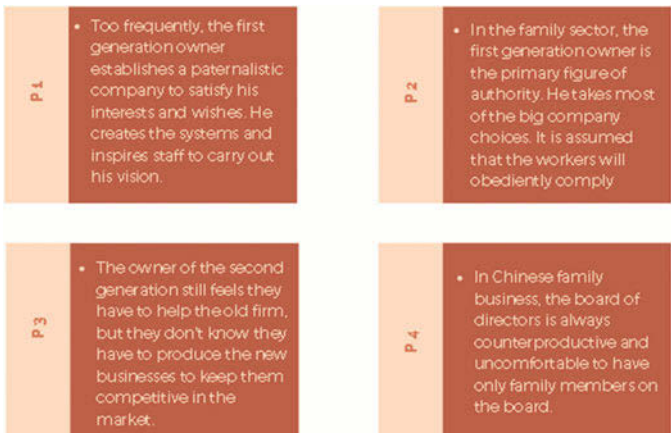 P1
• Too frequently, the first
generation owner
establishes a paternalistic
company to satisfy his
interests and wishes. He
creates the systems and
inspires staff to carry out
his vision.
P2
• In the family sector, the
first generation owner is
the primary figure of
authority. He takes most
of the big company
choices. It is assumed
that the workers will
obediently comply
P3
• The owner of the second
generation still feels they
have to help the old firm,
but they don't know they
have to produce the new
businesses to keep them
competitive in the
market.
P4
• In Chinese family
business, the board of
directors is always
counterproductive and
uncomfortable to have
only family members on
the board.